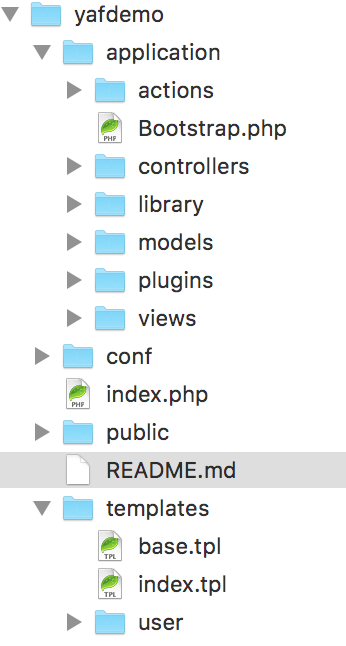 yafdemo
application
actions
PHP Bootstrap.php
controllers
library
models
plugins
views
conf
PHP index.php
public
README.md
templates
TPL base.tpl
TPL index.tpl
user